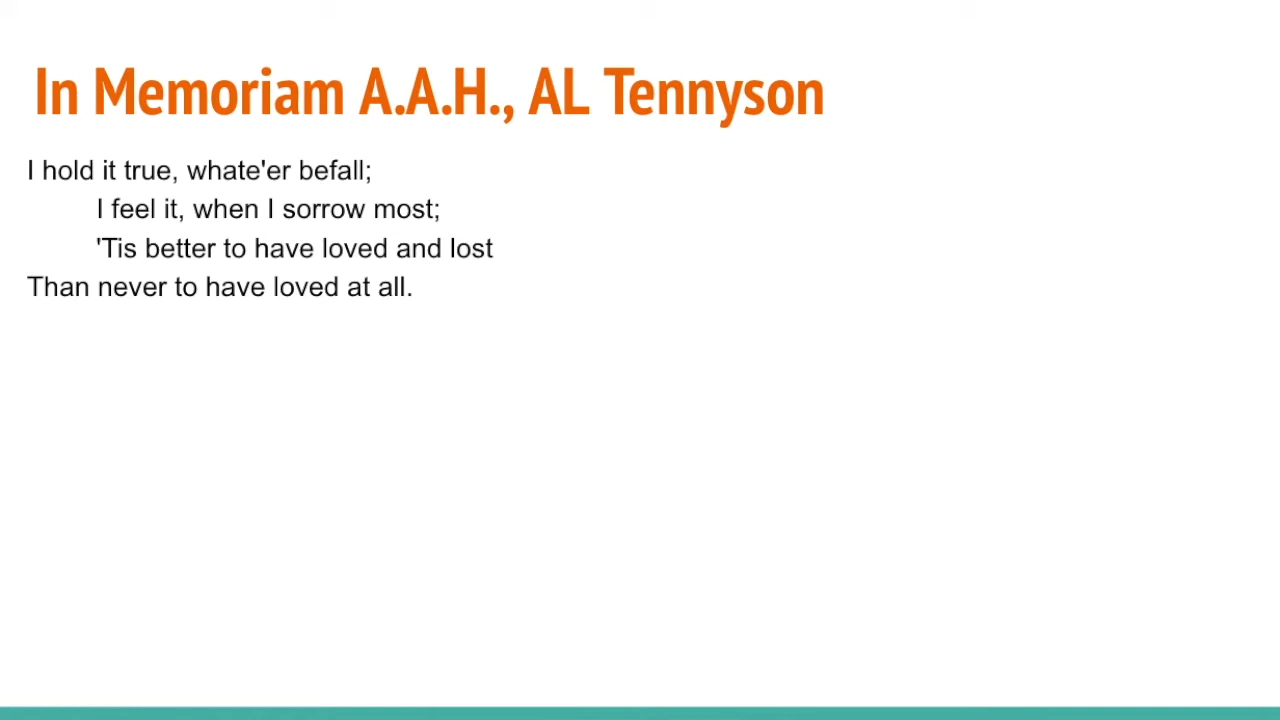 In Memoriam A.A.H., AL Tennyson
I hold it true, whate'er befall;
I feel it, when I sorrow most;
'Tis better to have loved and lost
Than never to have loved at all.